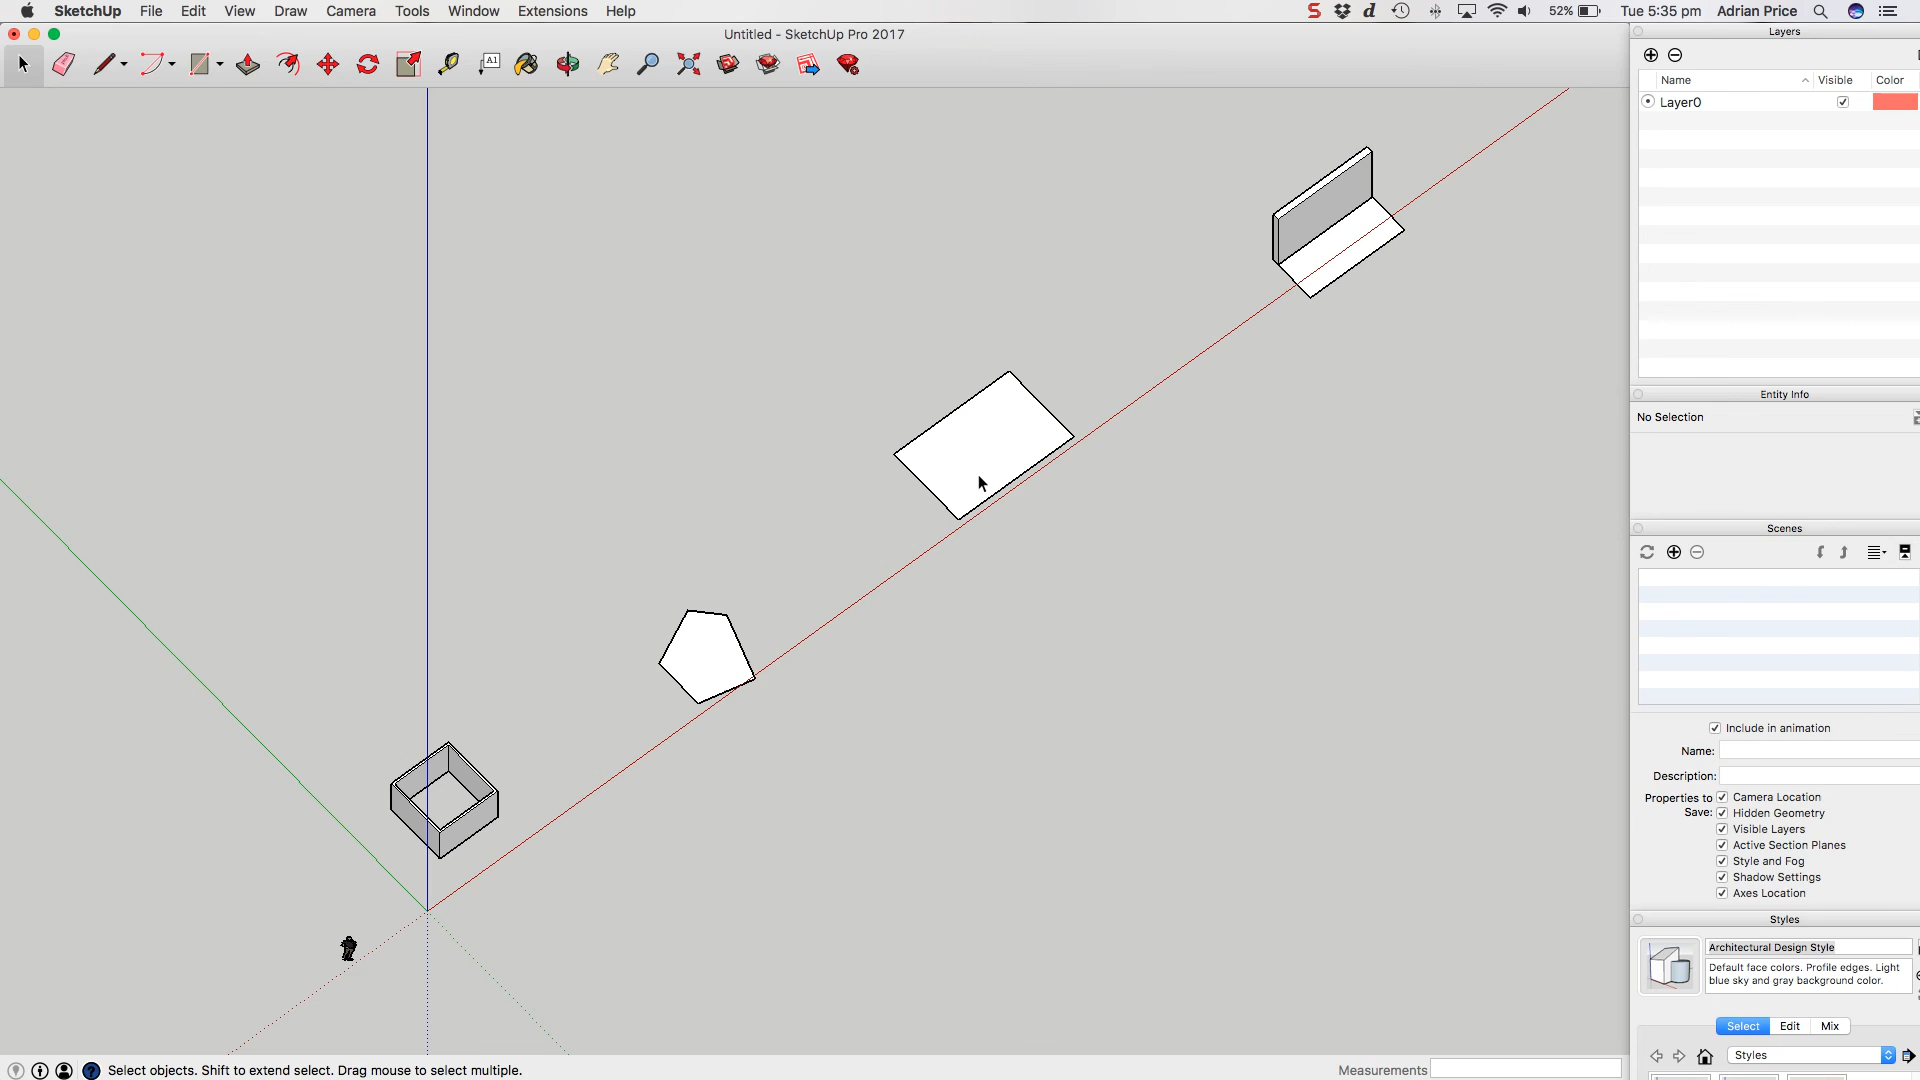 SketchUp File Edit View Draw Camera Tools Window Extensions Help
S d 52% Tue 5:35 pm Adrian Price
Untitled - SketchUp Pro 2017
A1
Layers
Name Visible Color
Layer0
Entity Info
No Selection
Scenes
Include in animation
Name:
Description:
Properties to Save:
Camera Location
Hidden Geometry
Visible Layers
Active Section Planes
Style and Fog
Shadow Settings
Axes Location
Styles
Architectural Design Style
Default face colors. Profile edges. Light
blue sky and gray background color.
Select Edit Mix
Styles
Select objects. Shift to extend select. Drag mouse to select multiple.
Measurements